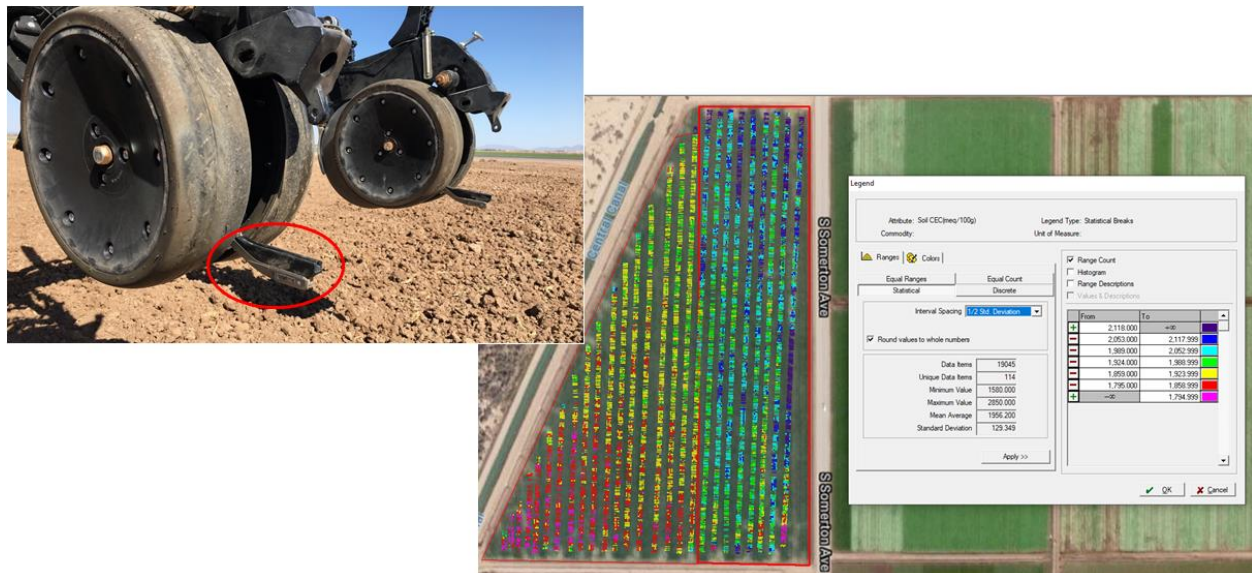 Central Canal
S Somerton Ave
S Somerton Ave
Legend
Attribute: Soil CEC(meq/100g)
Legend Type: Statistical Breaks
Commodity:
Unit of Measure:
Ranges
Colors
Equal Ranges
Equal Count
Statistical
Discrete
Interval Spacing 1/2 Std. Deviation
Round values to whole numbers
Data Items 19045
Unique Data Items 114
Minimum Value 1580.000
Maximum Value 2850.000
Mean Average 1956.200
Standard Deviation 129.349
Apply >>
Range Count
Histogram
Range Descriptions
Values & Descriptions
From To
+ 2,118.000 +∞
− 2,053.000 2,117.999
− 1,989.000 2,052.999
− 1,924.000 1,988.999
− 1,859.000 1,923.999
− 1,795.000 1,858.999
+ −∞ 1,794.999
OK
Cancel